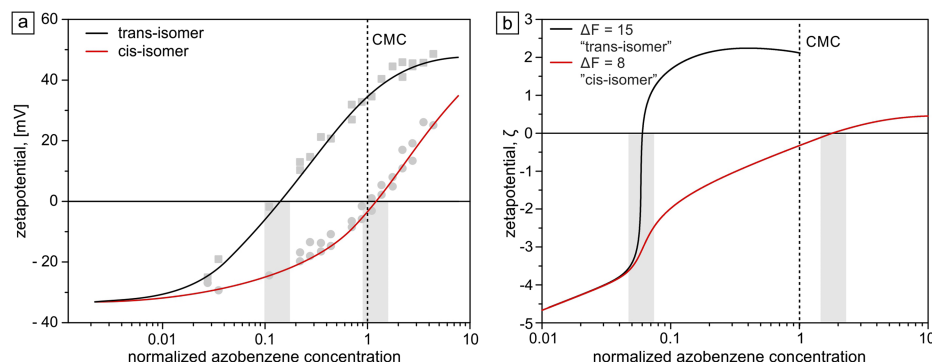 a
trans-isomer
cis-isomer
CMC
60
40
20
0
-20
- 40
zetapotential, [mV]
0.01
0.1
1
10
normalized azobenzene concentration
b
ΔF = 15
“trans-isomer”
ΔF = 8
”cis-isomer”
CMC
3
2
1
0
-1
-2
-3
-4
-5
zetapotential, ζ
0.01
0.1
1
10
normalized azobenzene concentration